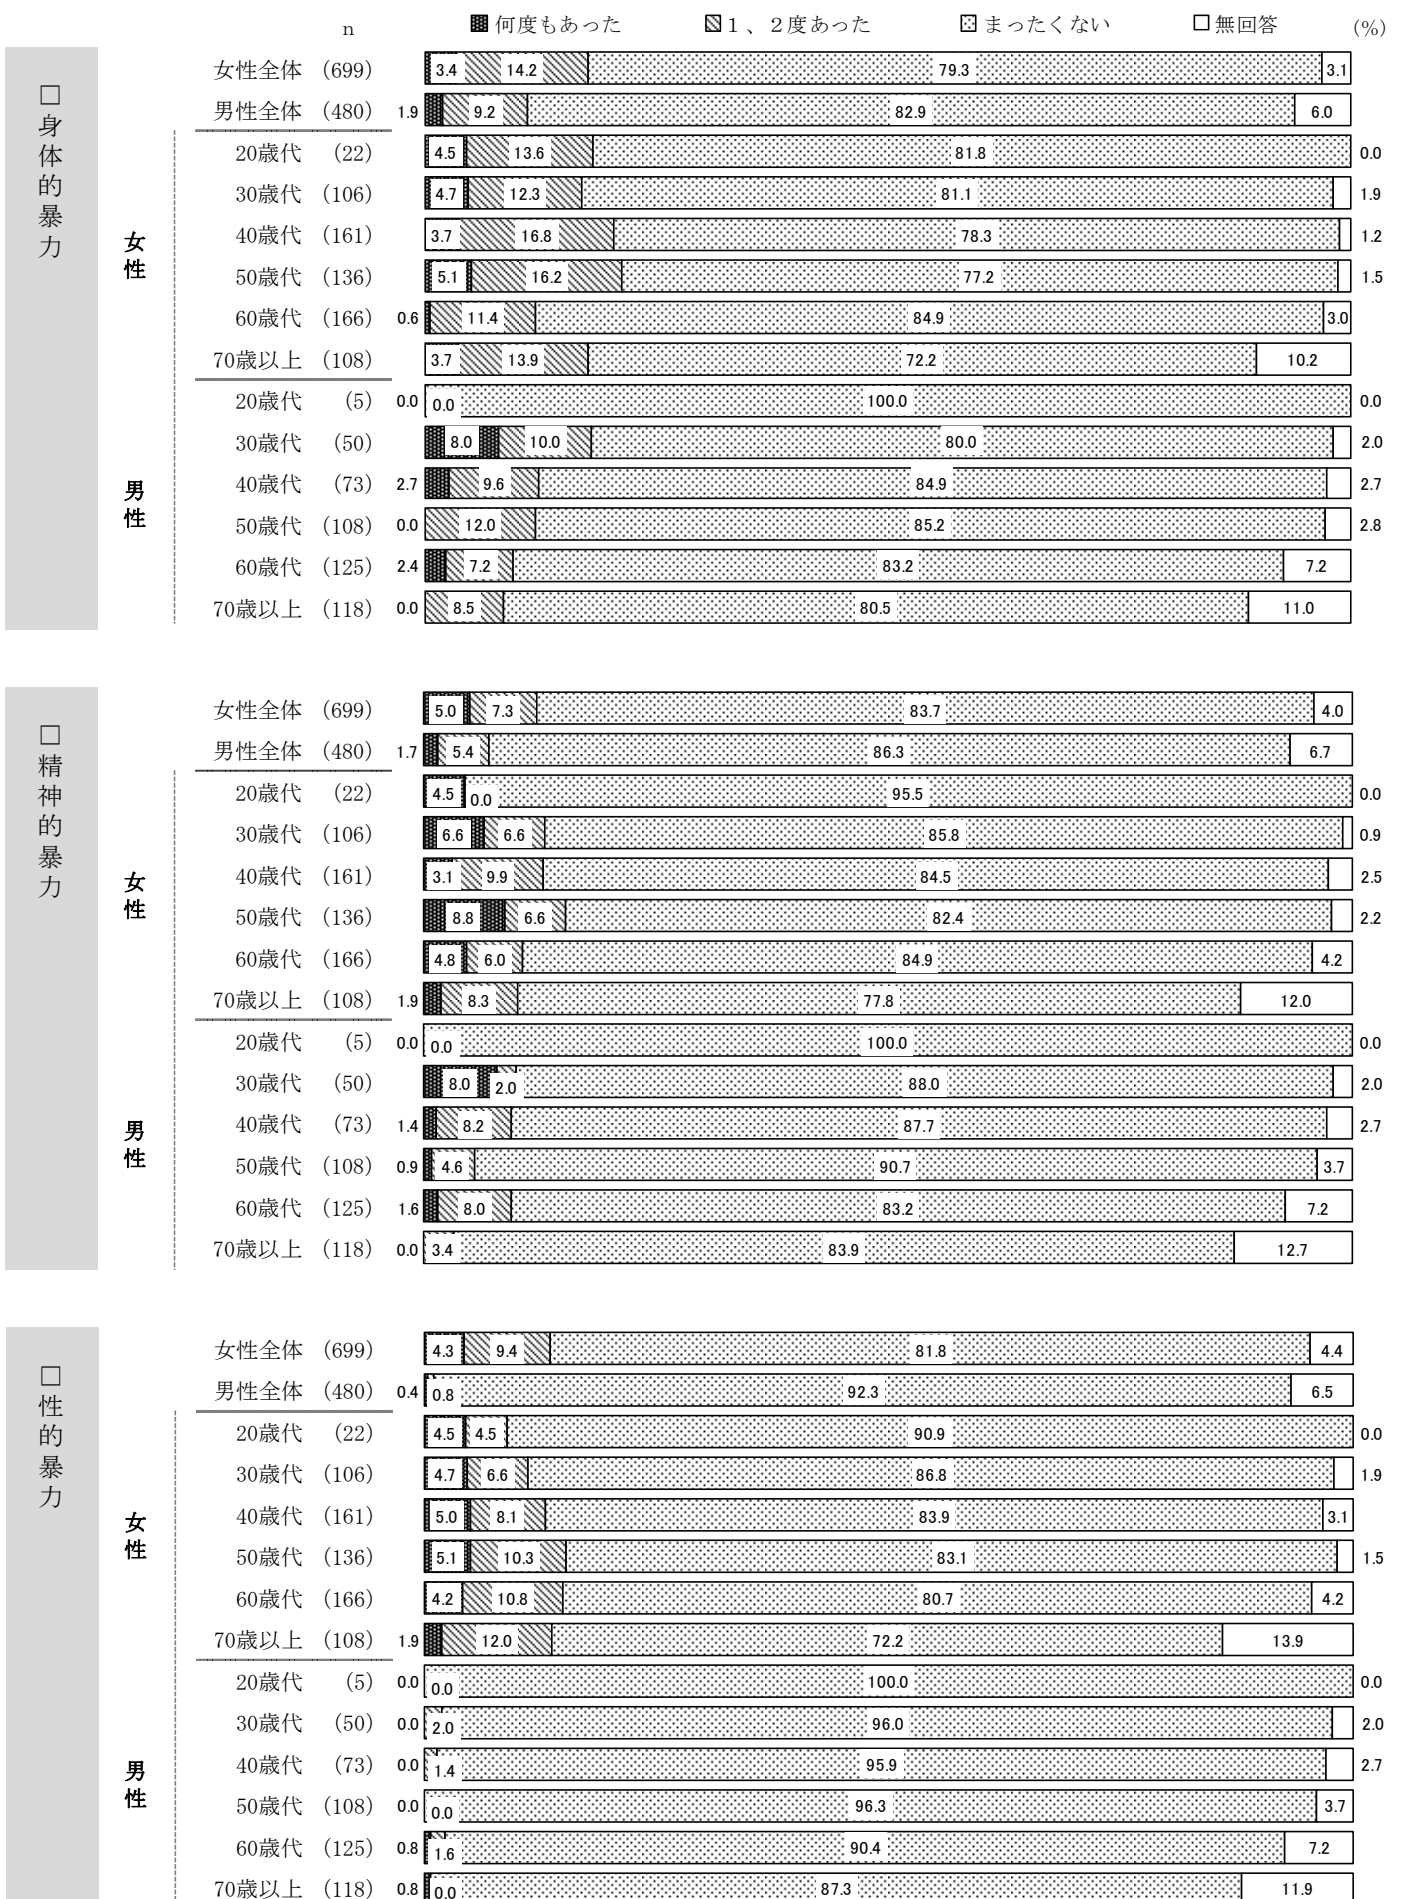 n ■何度もあった １、２度あった まったくない □無回答 (%)
□身体的暴力
女性全体 (699) 3.4 14.2 79.3 3.1
男性全体 (480) 1.9 9.2 82.9 6.0
女性
20歳代 (22) 4.5 13.6 81.8 0.0
30歳代 (106) 4.7 12.3 81.1 1.9
40歳代 (161) 3.7 16.8 78.3 1.2
50歳代 (136) 5.1 16.2 77.2 1.5
60歳代 (166) 0.6 11.4 84.9 3.0
70歳以上 (108) 3.7 13.9 72.2 10.2
男性
20歳代 (5) 0.0 0.0 100.0 0.0
30歳代 (50) 8.0 10.0 80.0 2.0
40歳代 (73) 2.7 9.6 84.9 2.7
50歳代 (108) 0.0 12.0 85.2 2.8
60歳代 (125) 2.4 7.2 83.2 7.2
70歳以上 (118) 0.0 8.5 80.5 11.0
□精神的暴力
女性全体 (699) 5.0 7.3 83.7 4.0
男性全体 (480) 1.7 5.4 86.3 6.7
女性
20歳代 (22) 4.5 0.0 95.5 0.0
30歳代 (106) 6.6 6.6 85.8 0.9
40歳代 (161) 3.1 9.9 84.5 2.5
50歳代 (136) 8.8 6.6 82.4 2.2
60歳代 (166) 4.8 6.0 84.9 4.2
70歳以上 (108) 1.9 8.3 77.8 12.0
男性
20歳代 (5) 0.0 0.0 100.0 0.0
30歳代 (50) 8.0 2.0 88.0 2.0
40歳代 (73) 1.4 8.2 87.7 2.7
50歳代 (108) 0.9 4.6 90.7 3.7
60歳代 (125) 1.6 8.0 83.2 7.2
70歳以上 (118) 0.0 3.4 83.9 12.7
□性的暴力
女性全体 (699) 4.3 9.4 81.8 4.4
男性全体 (480) 0.4 0.8 92.3 6.5
女性
20歳代 (22) 4.5 4.5 90.9 0.0
30歳代 (106) 4.7 6.6 86.8 1.9
40歳代 (161) 5.0 8.1 83.9 3.1
50歳代 (136) 5.1 10.3 83.1 1.5
60歳代 (166) 4.2 10.8 80.7 4.2
70歳以上 (108) 1.9 12.0 72.2 13.9
男性
20歳代 (5) 0.0 0.0 100.0 0.0
30歳代 (50) 0.0 2.0 96.0 2.0
40歳代 (73) 0.0 1.4 95.9 2.7
50歳代 (108) 0.0 0.0 96.3 3.7
60歳代 (125) 0.8 1.6 90.4 7.2
70歳以上 (118) 0.8 0.0 87.3 11.9